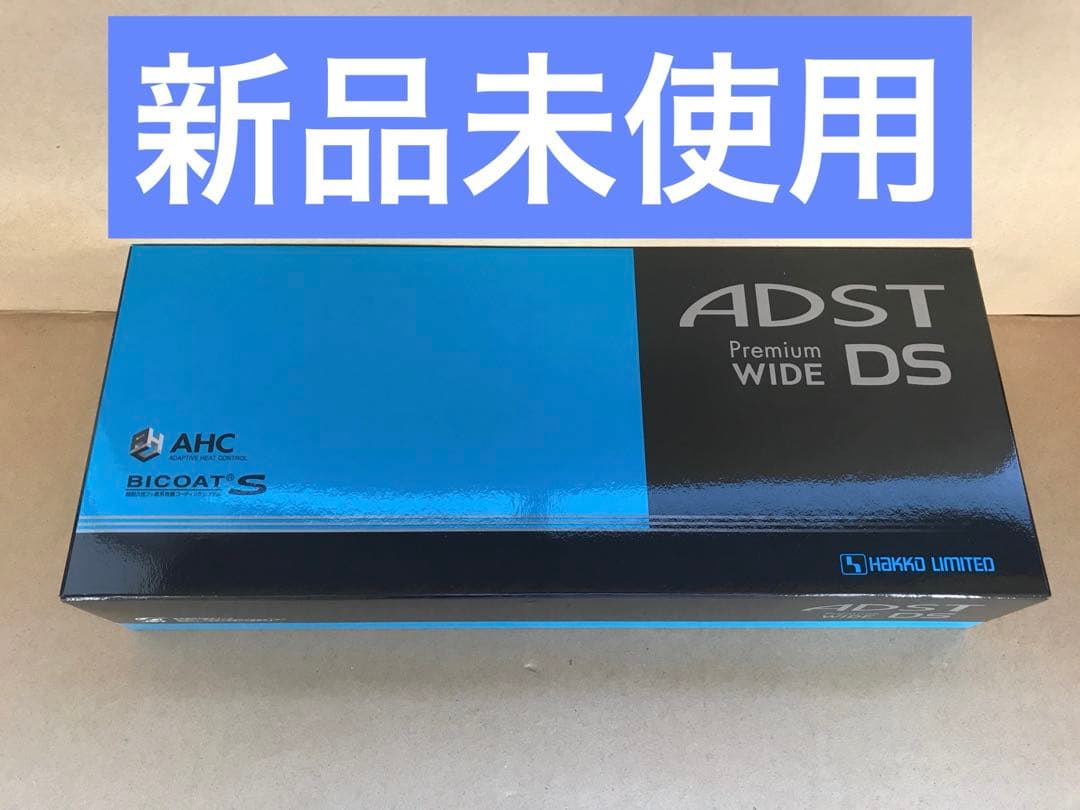 新品未使用
ADST
Premium
WIDE DS
AHC
ADAPTIVE HEAT CONTROL
BICOAT® S
HAKKO LIMITED
ADST
WIDE DS